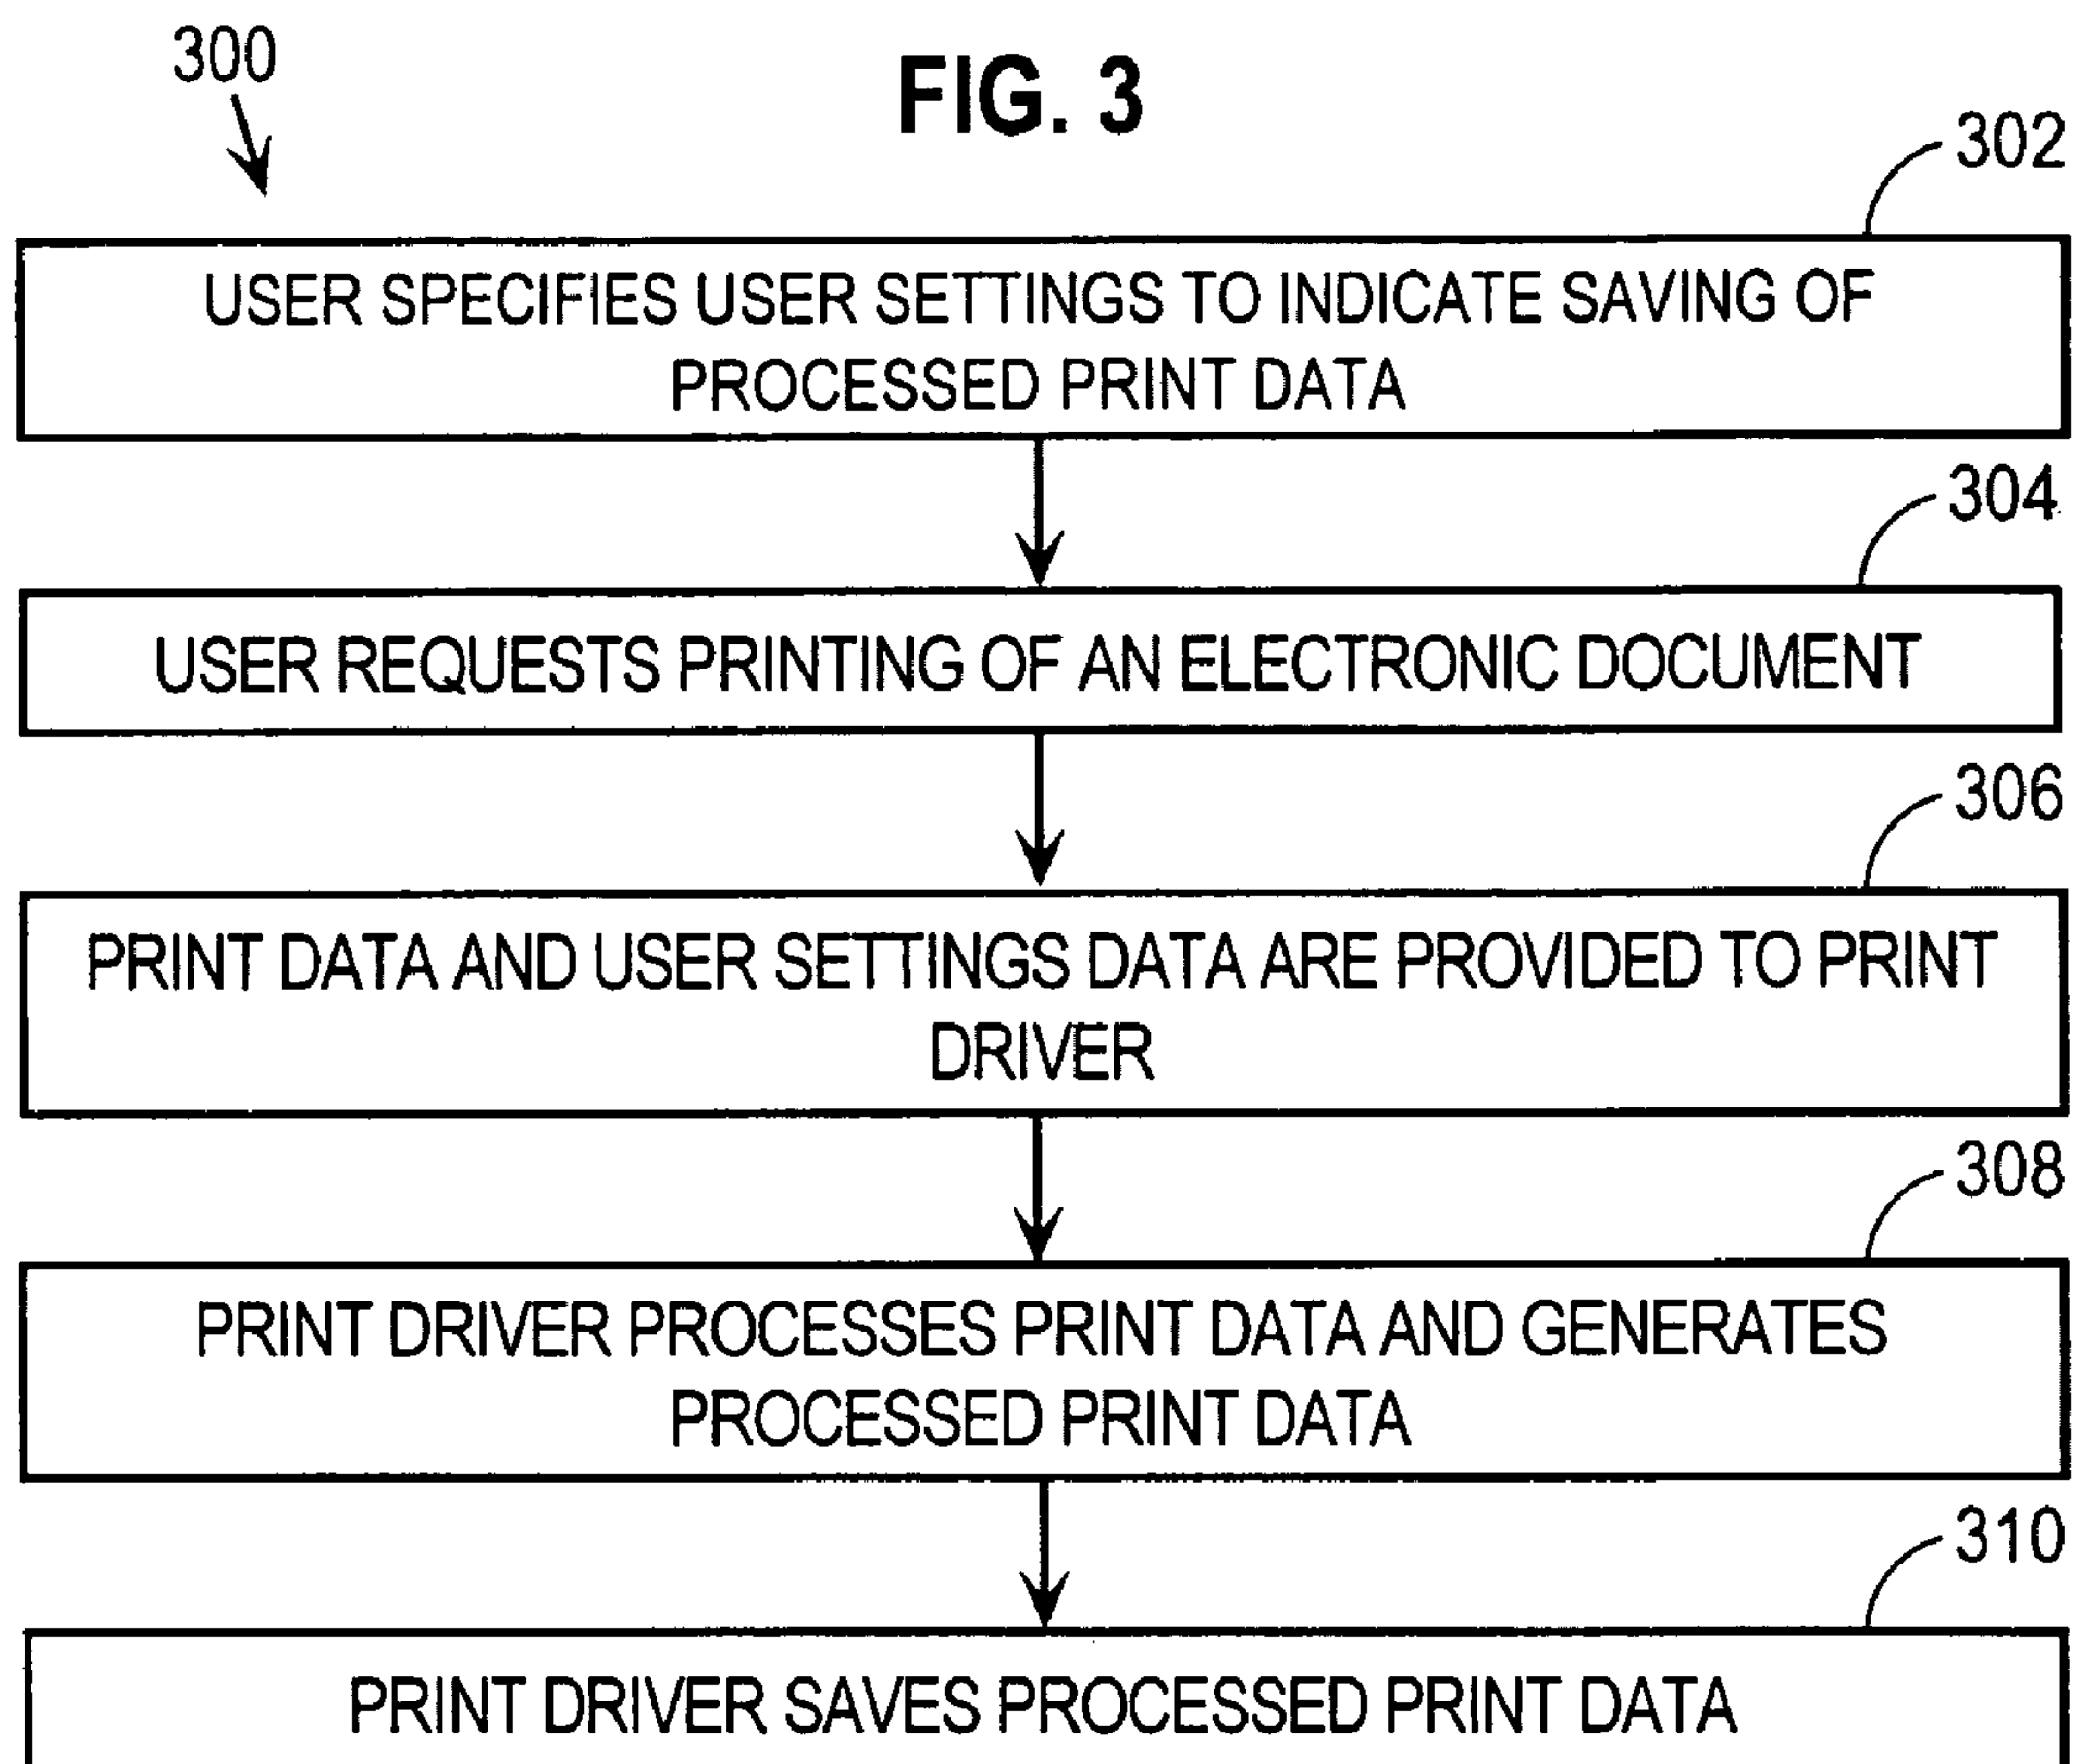 300
FIG. 3
302
USER SPECIFIES USER SETTINGS TO INDICATE SAVING OF
PROCESSED PRINT DATA
304
USER REQUESTS PRINTING OF AN ELECTRONIC DOCUMENT
306
PRINT DATA AND USER SETTINGS DATA ARE PROVIDED TO PRINT
DRIVER
308
PRINT DRIVER PROCESSES PRINT DATA AND GENERATES
PROCESSED PRINT DATA
310
PRINT DRIVER SAVES PROCESSED PRINT DATA